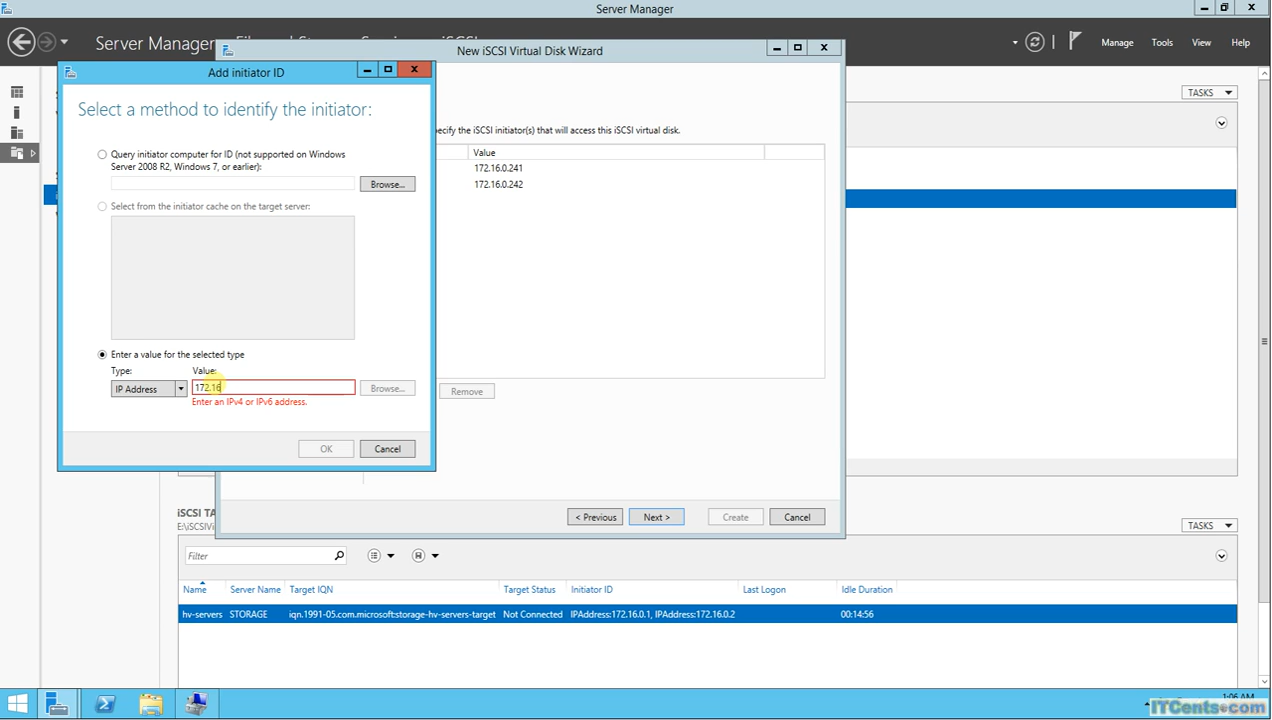 Server Manager
Server Manager
Manage
Tools
View
Help
New iSCSI Virtual Disk Wizard
Add initiator ID
Select a method to identify the initiator:
Query initiator computer for ID (not supported on Windows
Server 2008 R2, Windows 7, or earlier):
Browse...
Select from the initiator cache on the target server:
Enter a value for the selected type
Type:
Value:
IP Address
172.16
Browse...
Enter an IPv4 or IPv6 address.
OK
Cancel
the iSCSI initiator(s) that will access this iSCSI virtual disk.
Value
172.16.0.241
172.16.0.242
Remove
< Previous
Next >
Create
Cancel
TASKS
iSCSI
TASKS
Filter
Name
Server Name
Target IQN
Target Status
Initiator ID
Last Logon
Idle Duration
hv-servers
STORAGE
iqn.1991-05.com.microsoft:storage-hv-servers-target
Not Connected
IPAddress:172.16.0.1, IPAddress:172.16.0.2
00:14:56
1:06 AM
ITCents.com